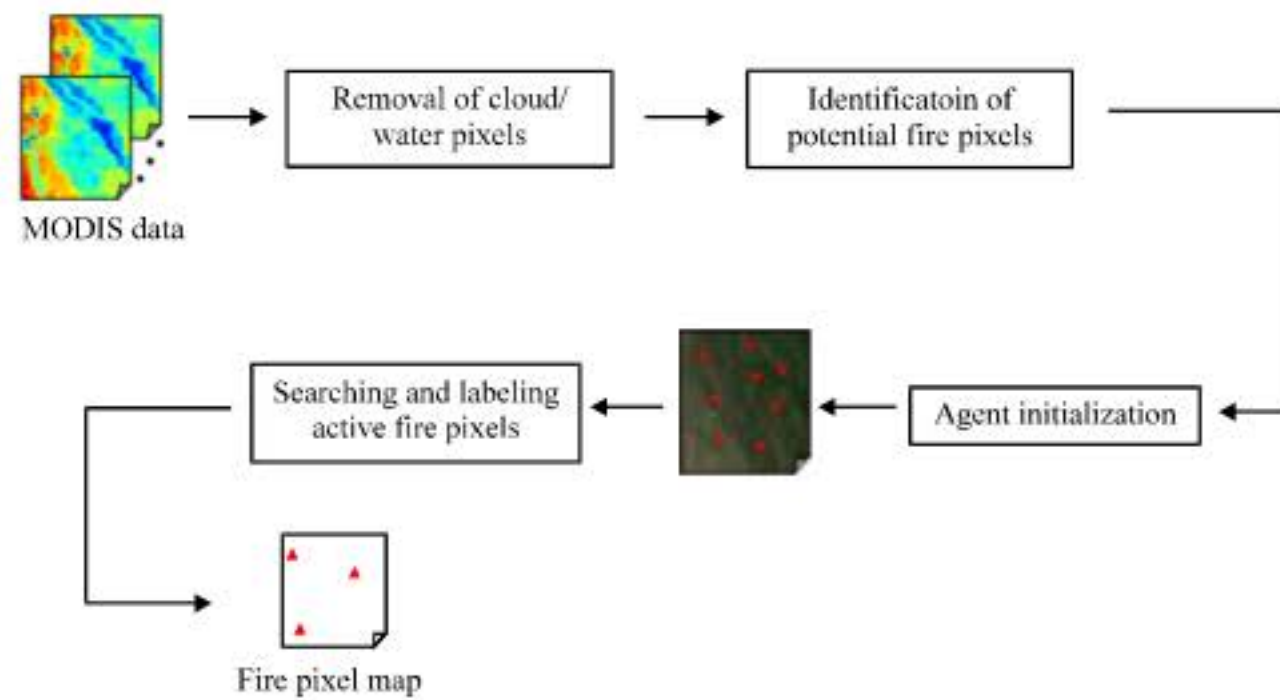 Removal of cloud/
water pixels
Identificatoin of
potential fire pixels
MODIS data
Agent initialization
Searching and labeling
active fire pixels
Fire pixel map